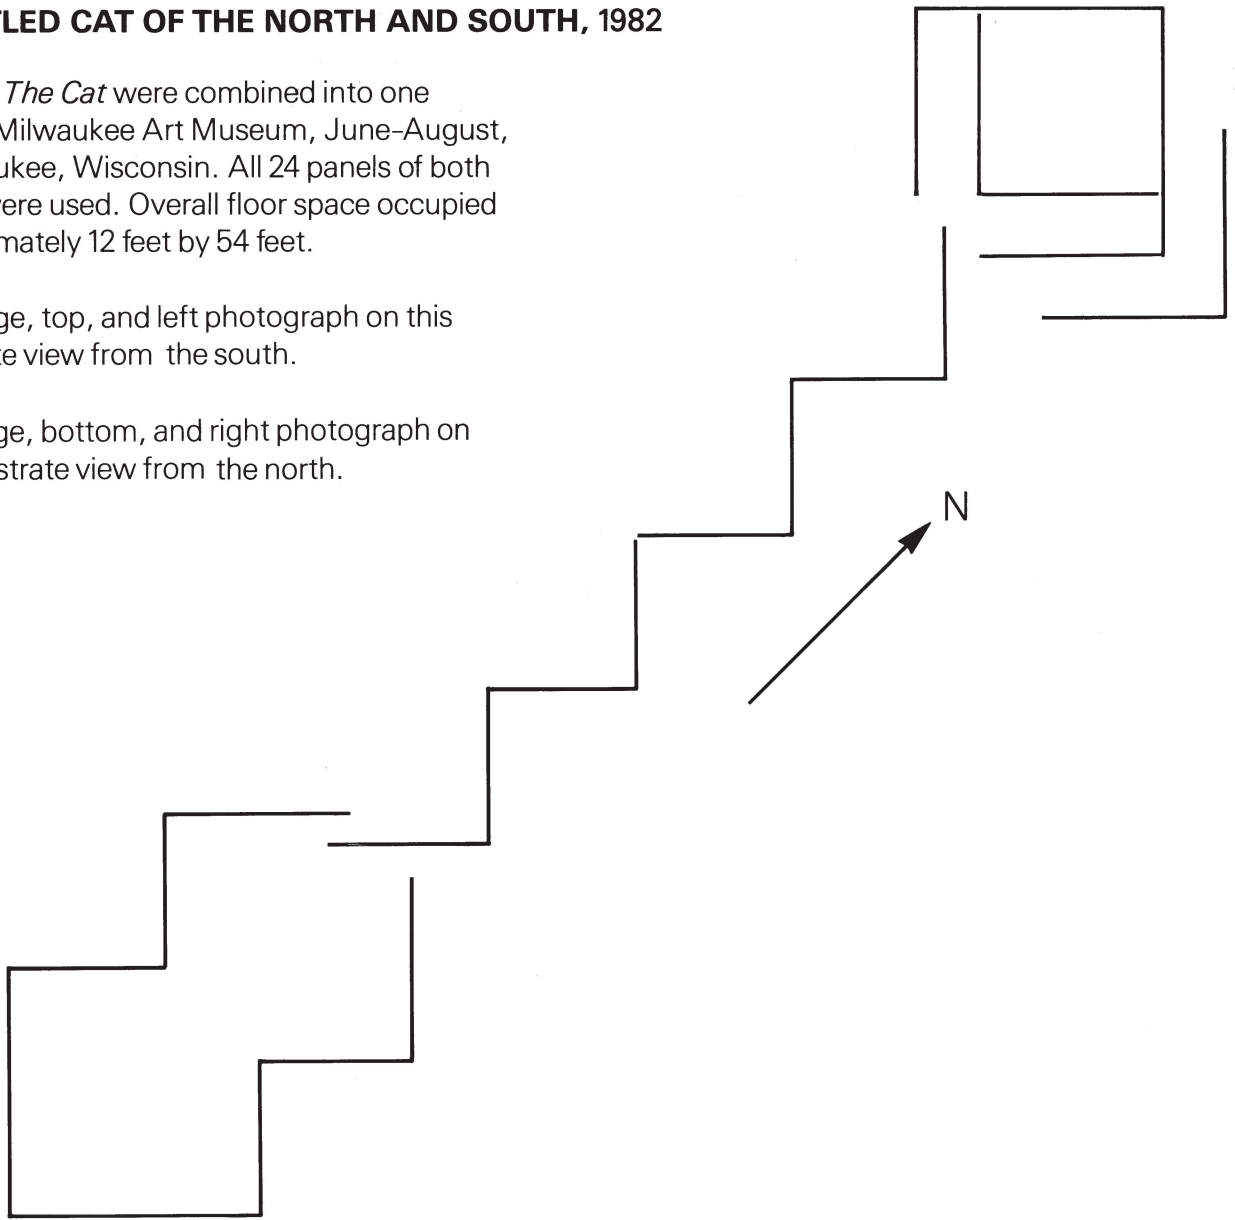 TLED CAT OF THE NORTH AND SOUTH, 1982
The Cat were combined into one
Milwaukee Art Museum, June–August,
ukee, Wisconsin. All 24 panels of both
ere used. Overall floor space occupied
mately 12 feet by 54 feet.
ge, top, and left photograph on this
te view from the south.
ge, bottom, and right photograph on
strate view from the north.
N